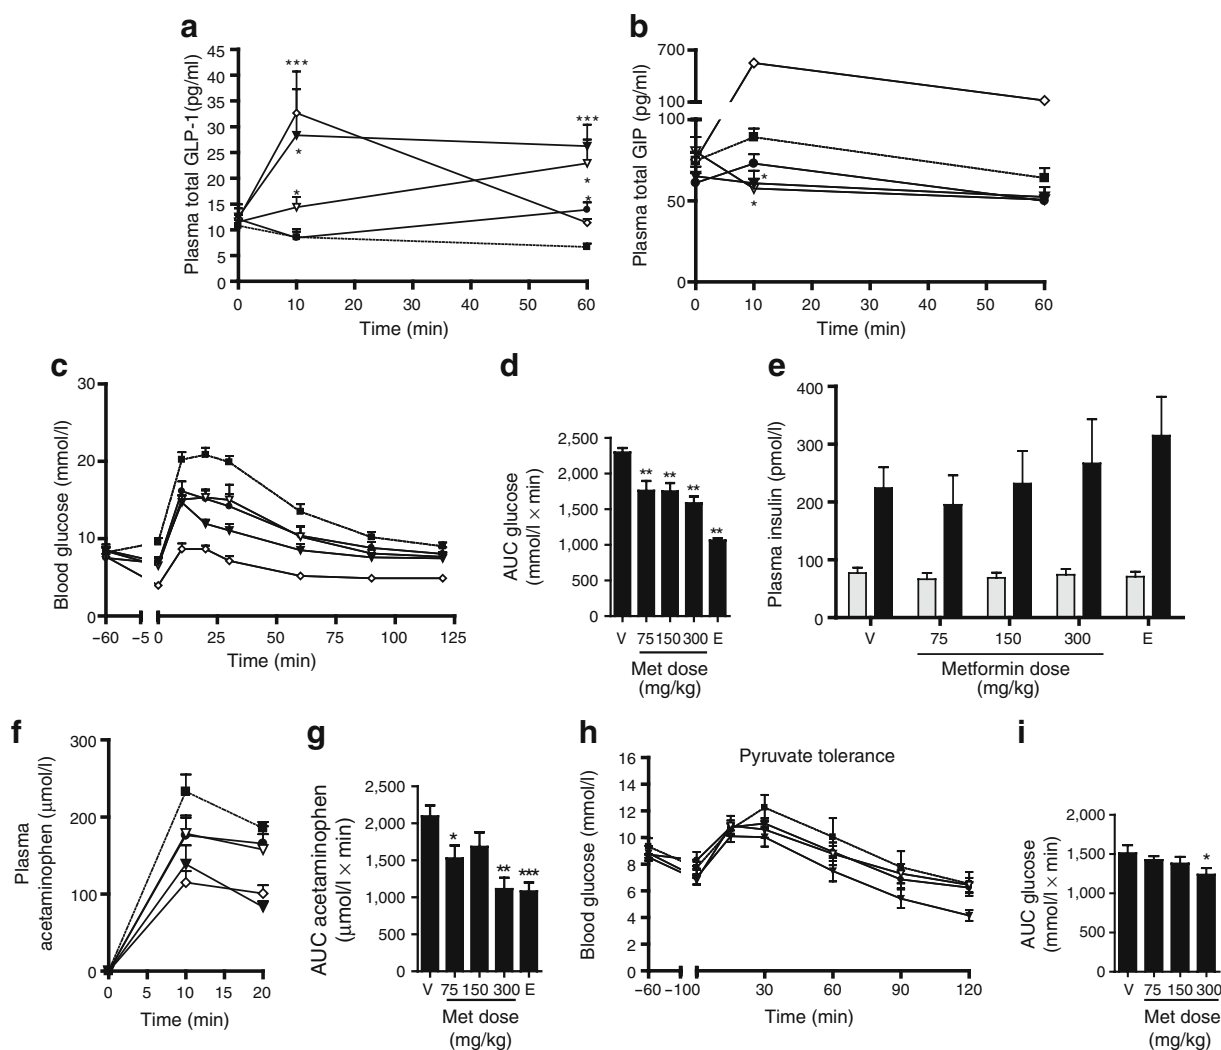 a
Plasma total GLP-1(pg/ml)
45
40
35
30
25
20
15
10
5
0
***
*
*
***
*
*
0 10 20 30 40 50 60
Time (min)
b
Plasma total GIP (pg/ml)
700
100
100
50
0
*
*
0 10 20 30 40 50 60
Time (min)
c
Blood glucose (mmol/l)
30
20
10
0
−60 −5 0 25 50 75 100 125
Time (min)
d
AUC glucose
(mmol/l × min)
2,500
2,000
1,500
1,000
500
0
** ** ** **
V 75 150 300 E
Met dose
(mg/kg)
e
Plasma insulin (pmol/l)
400
300
200
100
0
V 75 150 300 E
Metformin dose
(mg/kg)
f
Plasma
acetaminophen (μmol/l)
300
200
100
0
0 5 10 15 20
Time (min)
g
AUC acetaminophen
(μmol/l × min)
2,500
2,000
1,500
1,000
500
0
* ** ***
V 75 150 300 E
Met dose
(mg/kg)
h
Pyruvate tolerance
Blood glucose (mmol/l)
16
14
12
10
8
6
4
2
0
−60 −10 0 30 60 90 120
Time (min)
i
AUC glucose
(mmol/l × min)
2,000
1,500
1,000
500
0
*
V 75 150 300
Met dose
(mg/kg)